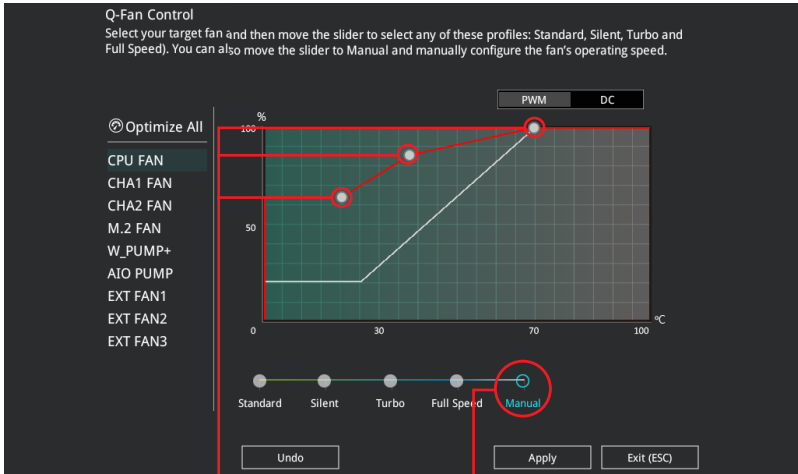 Q-Fan Control
Select your target fan and then move the slider to select any of these profiles: Standard, Silent, Turbo and
Full Speed). You can also move the slider to Manual and manually configure the fan's operating speed.
PWM DC
Optimize All
%
100
CPU FAN
CHA1 FAN
CHA2 FAN
M.2 FAN
50
W_PUMP+
AIO PUMP
EXT FAN1
EXT FAN2
°C
0 30 70 100
EXT FAN3
Standard Silent Turbo Full Speed Manual
Undo Apply Exit (ESC)